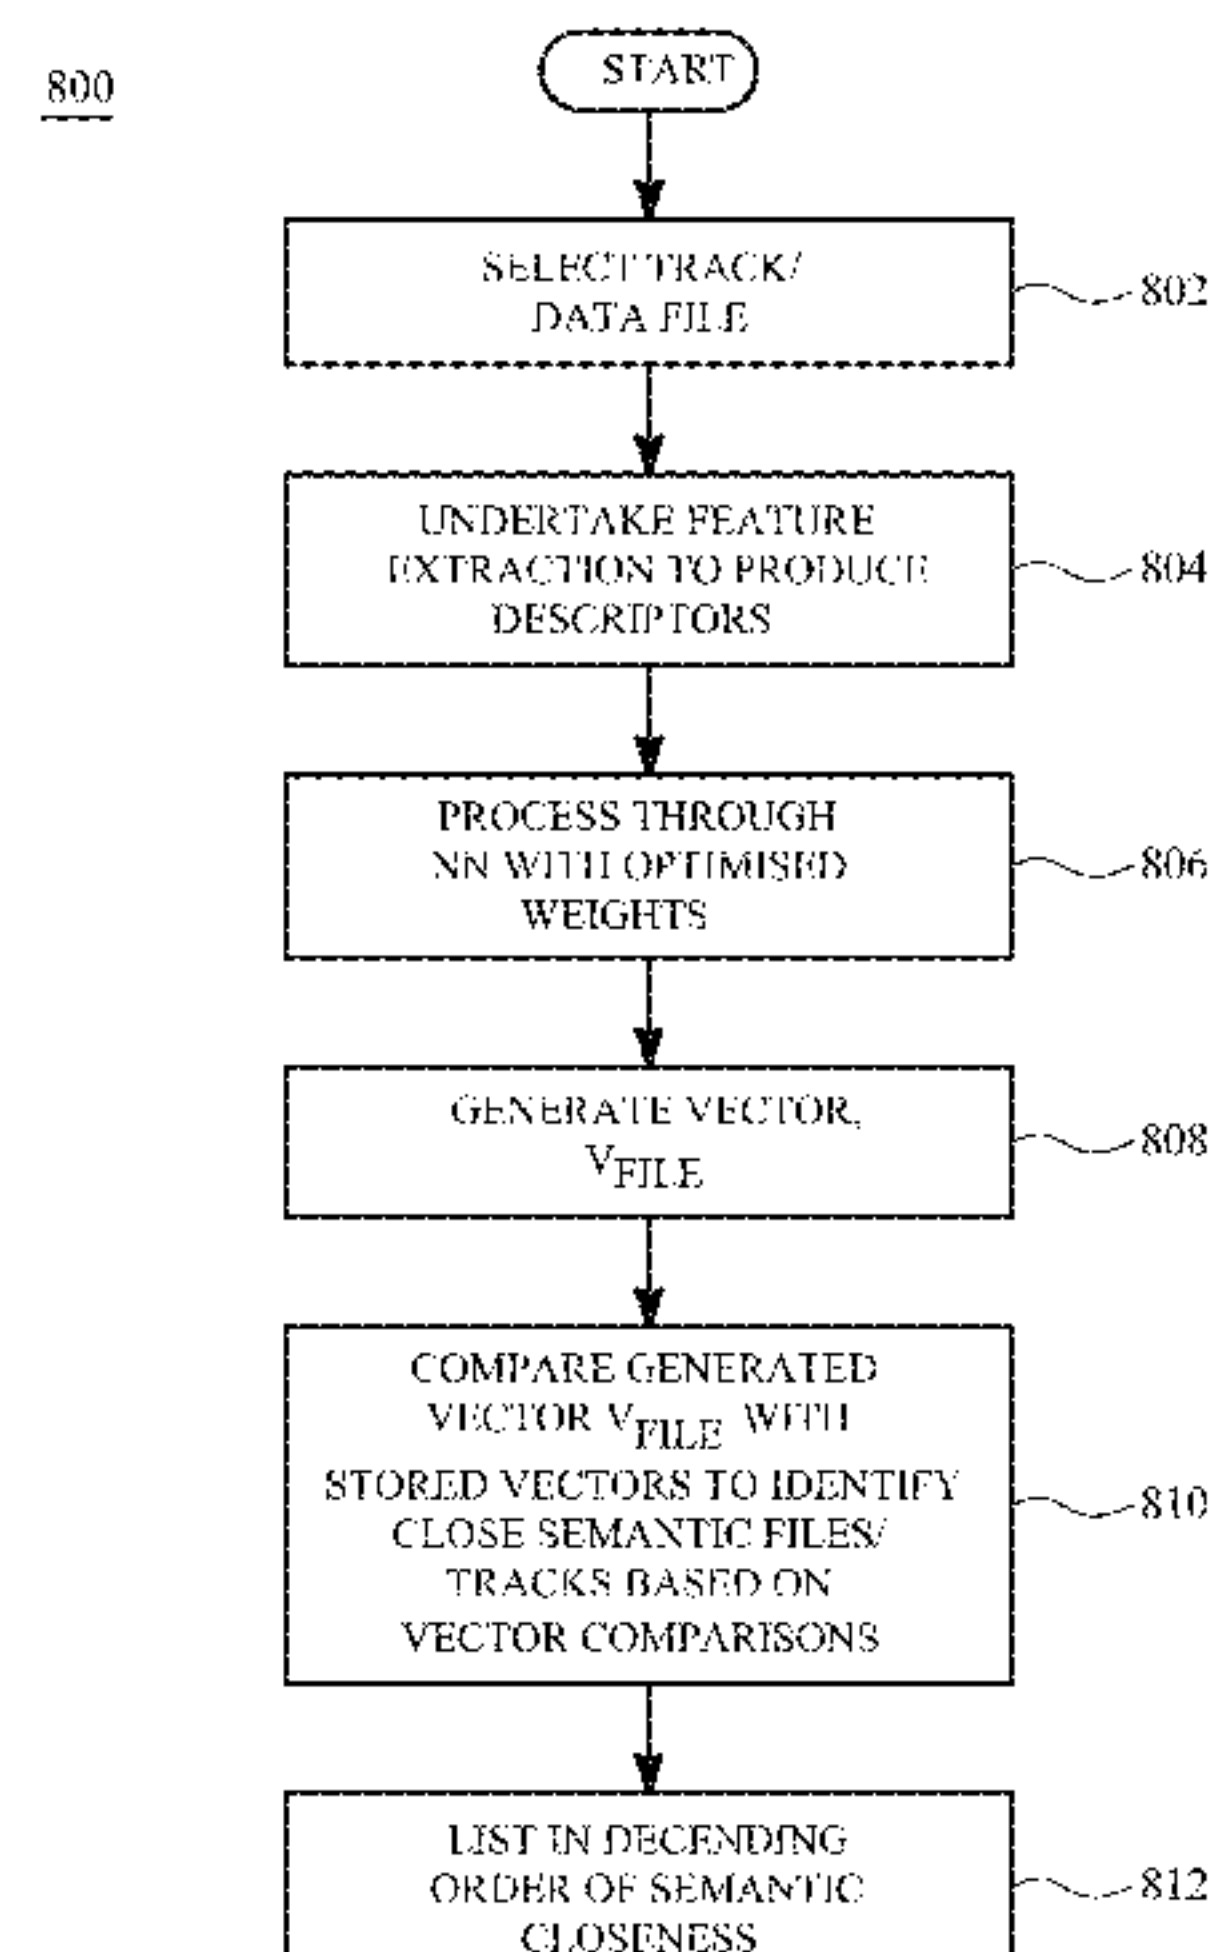 800
START
SELECT TRACK/
DATA FILE
802
UNDERTAKE FEATURE
EXTRACTION TO PRODUCE
DESCRIPTORS
804
PROCESS THROUGH
NN WITH OPTIMISED
WEIGHTS
806
GENERATE VECTOR,
VFILE
808
COMPARE GENERATED
VECTOR VFILE WITH
STORED VECTORS TO IDENTIFY
CLOSE SEMANTIC FILES/
TRACKS BASED ON
VECTOR COMPARISONS
810
LIST IN DECENDING
ORDER OF SEMANTIC
CLOSENESS
812